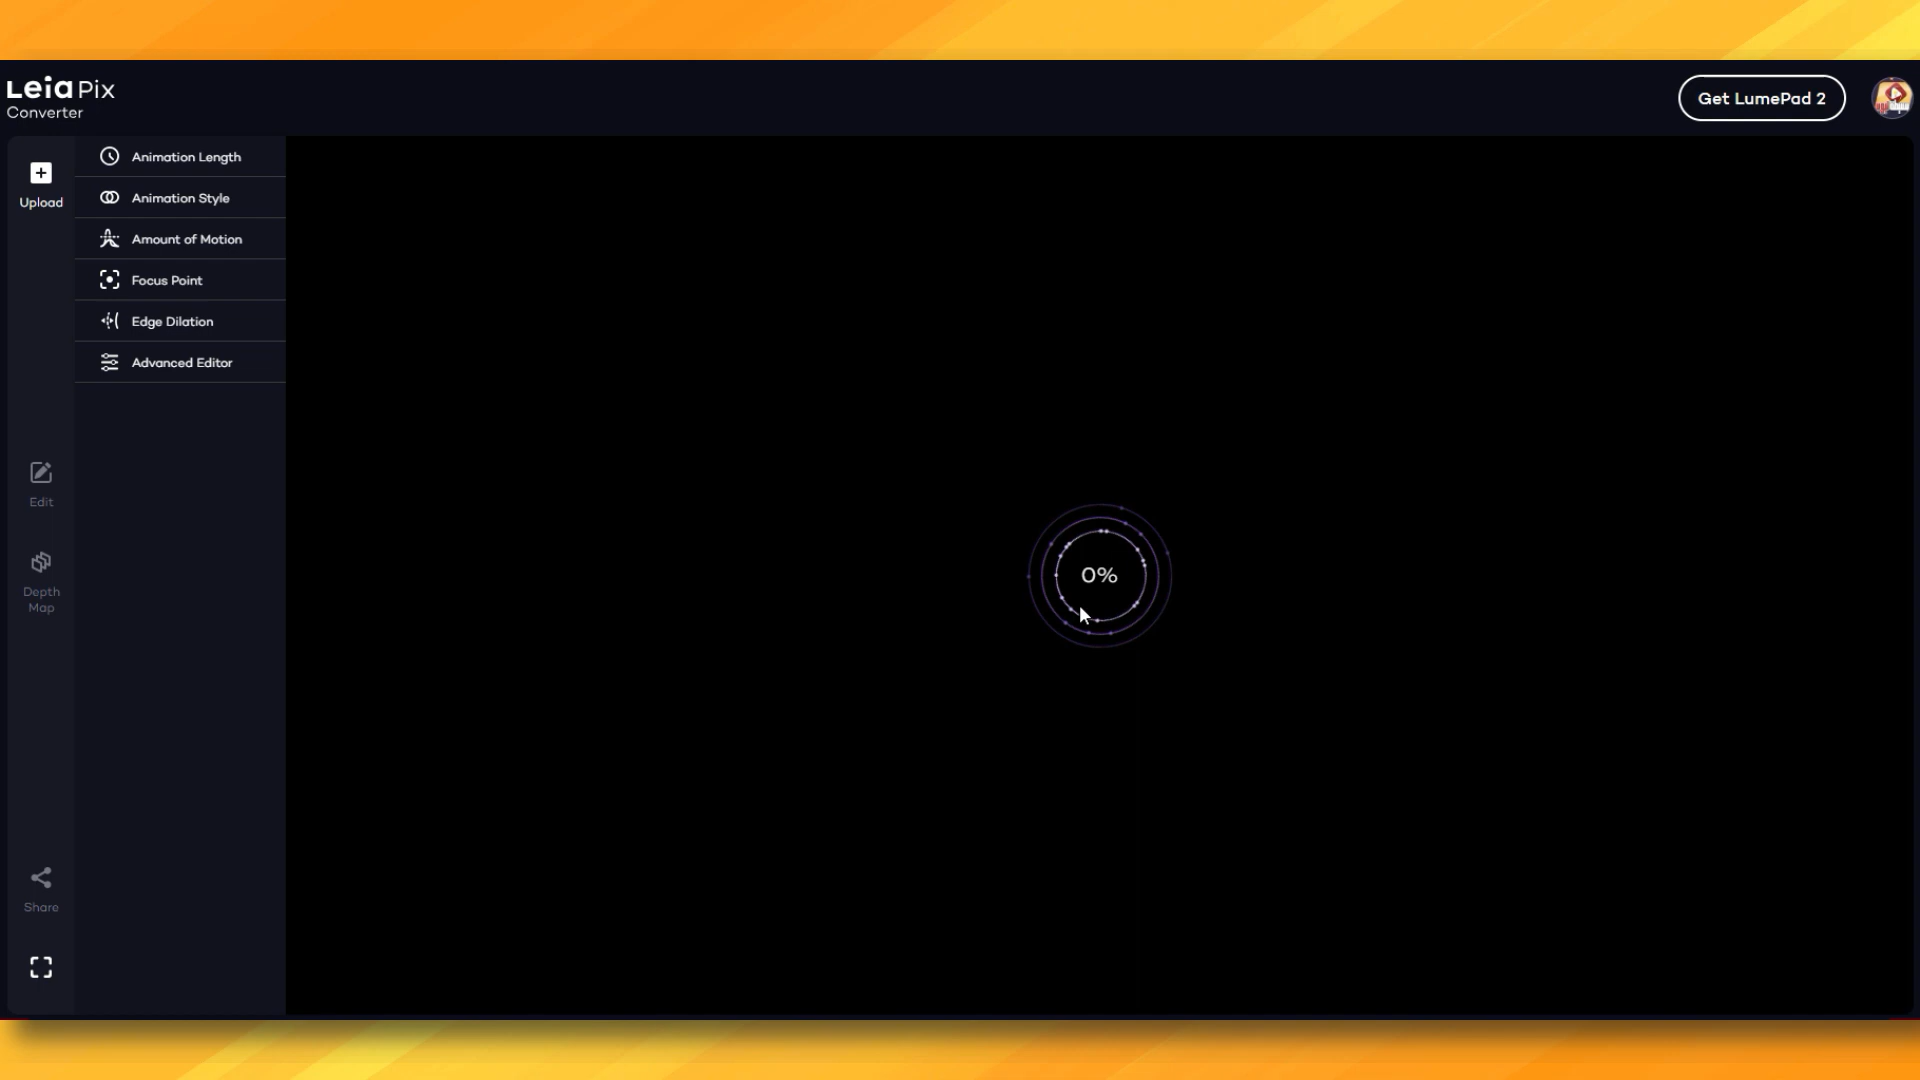 Leia Pix
Converter
Get LumePad 2
Upload
Animation Length
Animation Style
Amount of Motion
Focus Point
Edge Dilation
Advanced Editor
Edit
Depth
Map
0%
Share